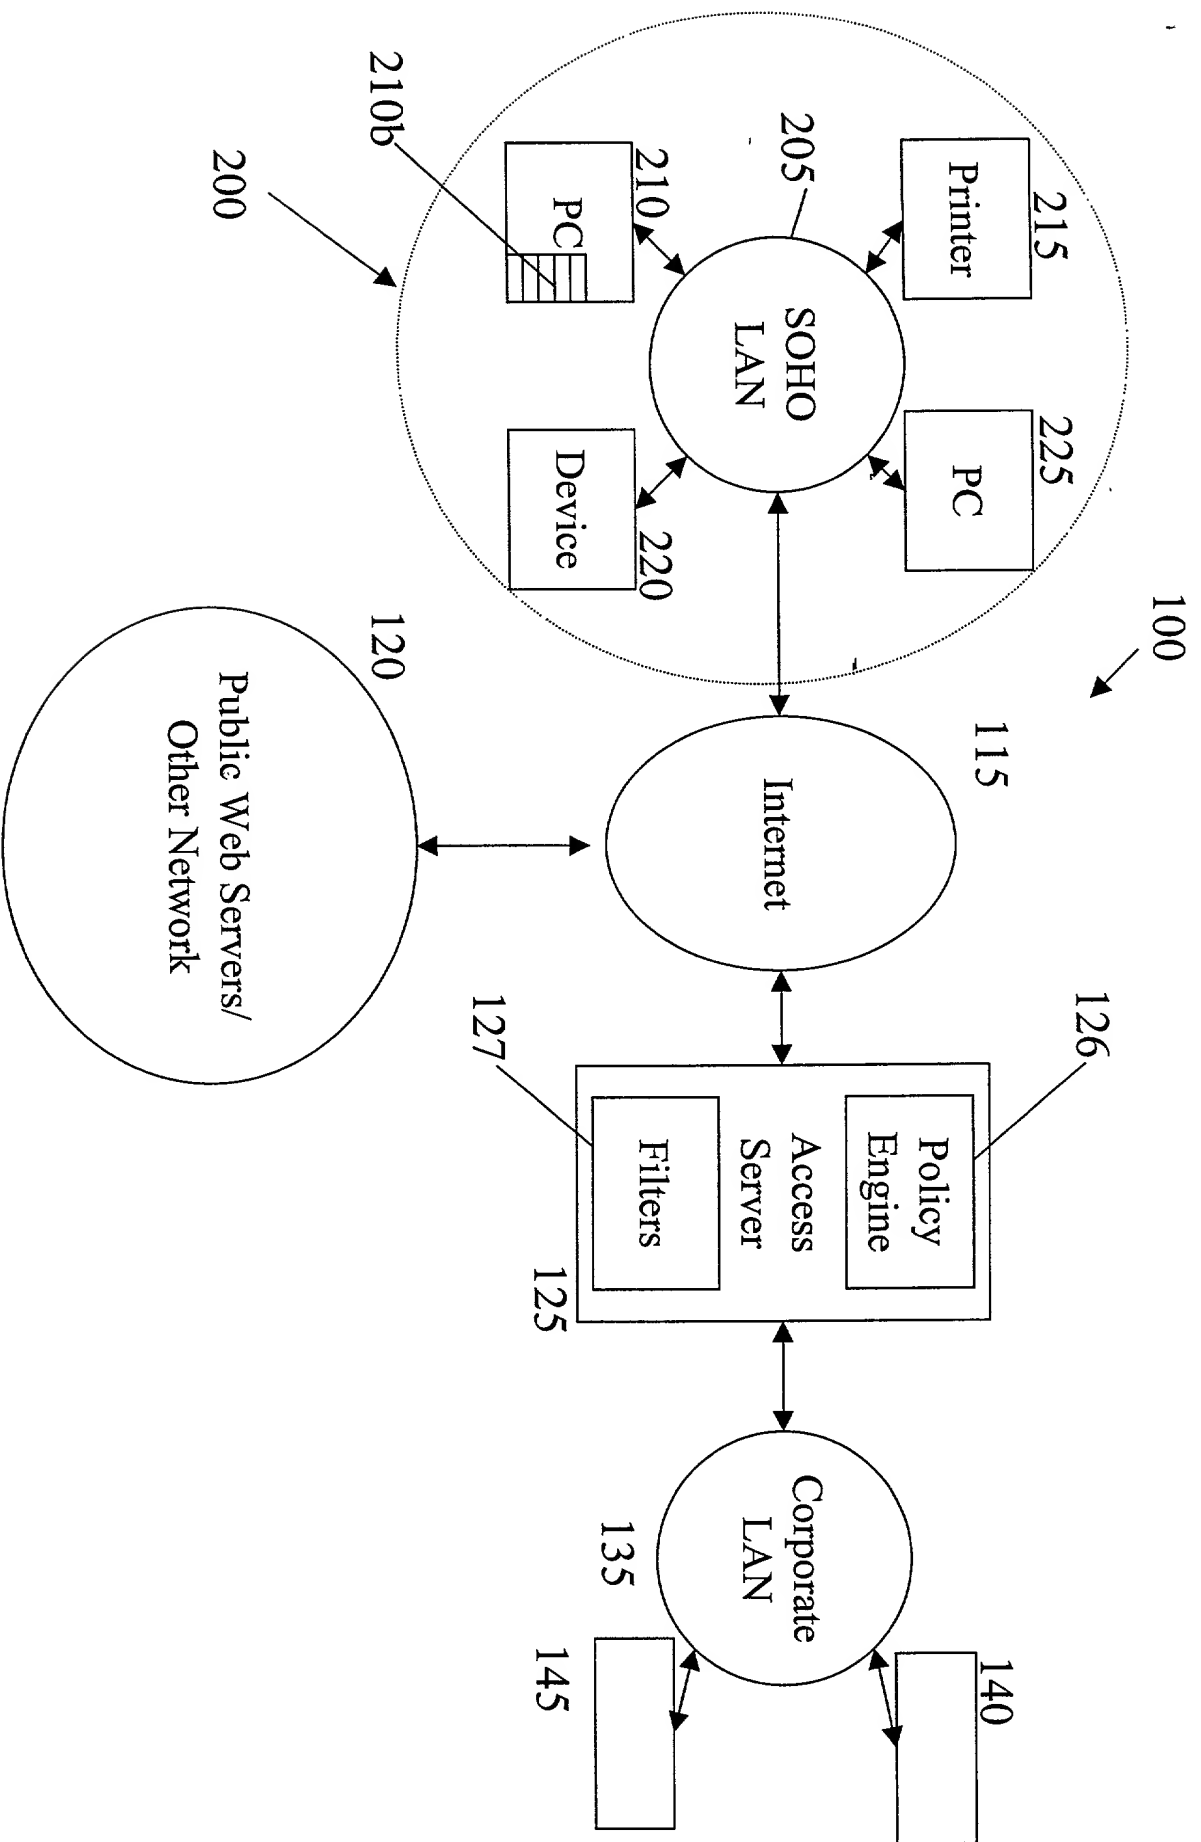 100
215
Printer
225
PC
205
SOHO
LAN
210
PC
210b
220
Device
200
115
Internet
120
Public Web Servers/
Other Network
126
Policy
Engine
Access
Server
127
Filters
125
Corporate
LAN
135
140
145